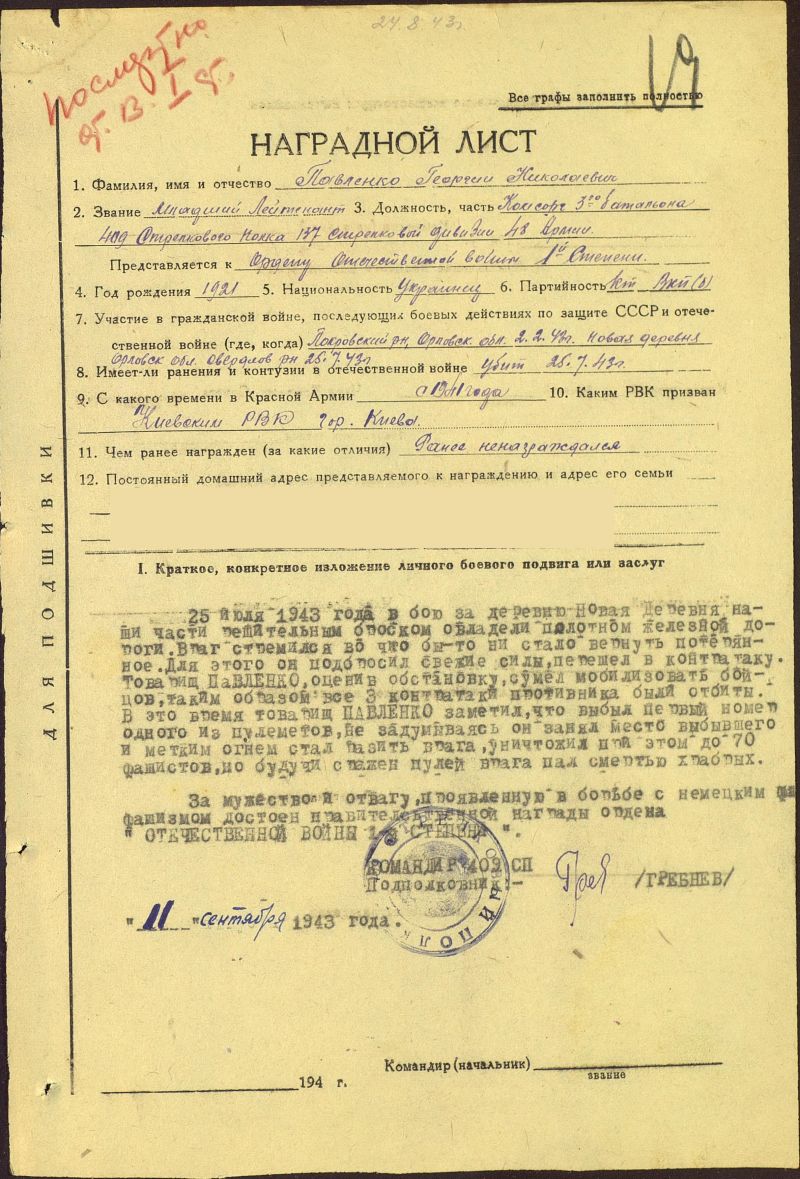 24.8.43г
Посмертно
Все графы заполнить полностью
НАГРАДНОЙ ЛИСТ
1. Фамилия, имя и отчество Павленко Георгий Николаевич
2. Звание Младший Лейтенант 3. Должность, часть Комсорг 3го батальона
409 Стрелкового Полка 137 стрелковой дивизии 48 Армии.
Представляется к Ордену Отечественной войны 1й Степени.
4. Год рождения 1921 5. Национальность Украинец 6. Партийность кт ВКП(б)
7. Участие в гражданской войне, последующих боевых действиях по защите СССР и отече-
ственной войне (где, когда) Покровский рн, Орловск. обл. 2.2.43г. Новая деревня
Орловск обл. Свердлов рн 25.7.43г
8. Имеет-ли ранения и контузии в отечественной войне убит 25.7.43г.
9. С какого времени в Красной Армии с 1941 года 10. Каким РВК призван
Киевским РВК гор. Киева.
11. Чем ранее награжден (за какие отличия) Ранее ненаграждался
12. Постоянный домашний адрес представляемого к награждению и адрес его семьи
I. Краткое, конкретное изложение личного боевого подвига или заслуг
25 июля 1943 года в бою за деревню Новая Деревня на-
ши части решительным броском овладели полотном железной до-
роги.Враг стремился во что бы-то ни стало вернуть потерян-
ное.Для этого он подбросил свежие силы,перешел в контратаку.
Товарищ ПАВЛЕНКО,оценив обстановку,сумел мобилизовать бой-
цов,таким образом все 3 контратаки противника были отбиты.
В это время товарищ ПАВЛЕНКО заметил,что выбыл первый номер
одного из пулеметов,не задумываясь он занял место выбывшего
и метким огнем стал разить врага,уничтожил при этом до 70
фашистов,но будучи сражен пулей врага пал смертью храбрых.
За мужество и отвагу,проявленную в борьбе с немецким
фашизмом достоен правительственной награды ордена
" ОТЕЧЕСТВЕННОЙ ВОЙНЫ 1-й СТЕПЕНИ ".
КОМАНДИР 409 СП
Подполковник:- /ГРЕБНЕВ/
"11" сентября 1943 года.
ПОЛК
Командир (начальник)
звание
194 г.
ДЛЯ ПОДШИВКИ